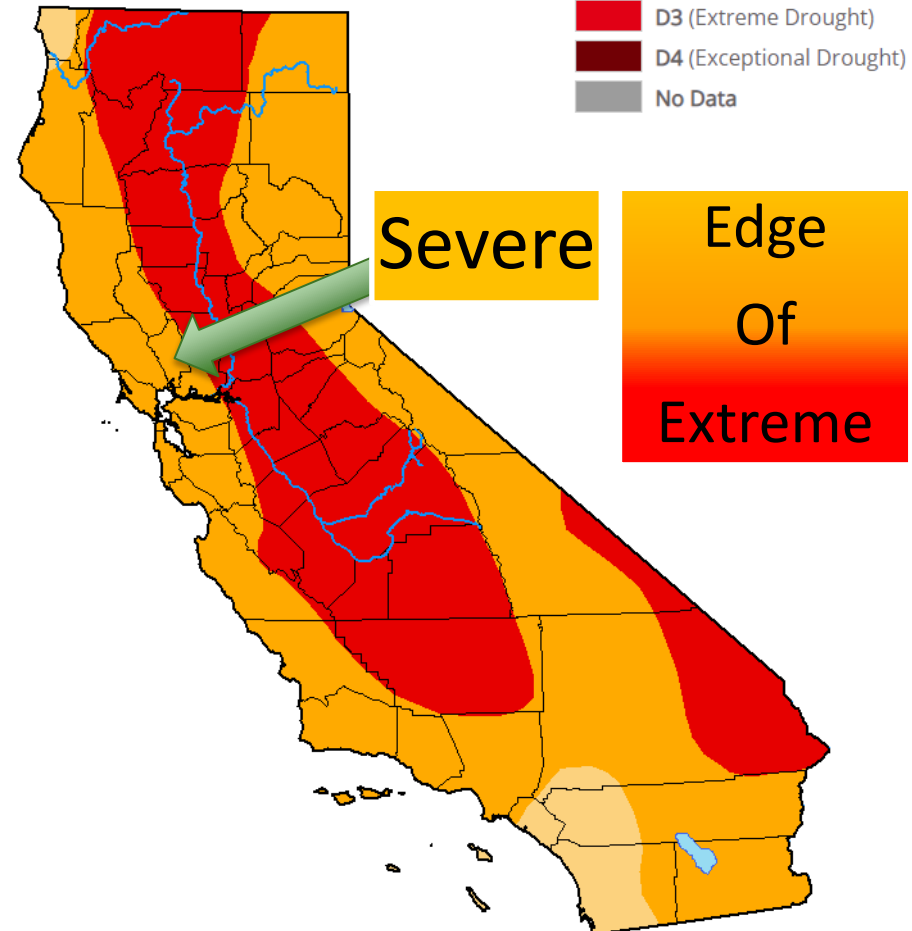 D3 (Extreme Drought)
D4 (Exceptional Drought)
No Data
Severe
Edge
Of
Extreme